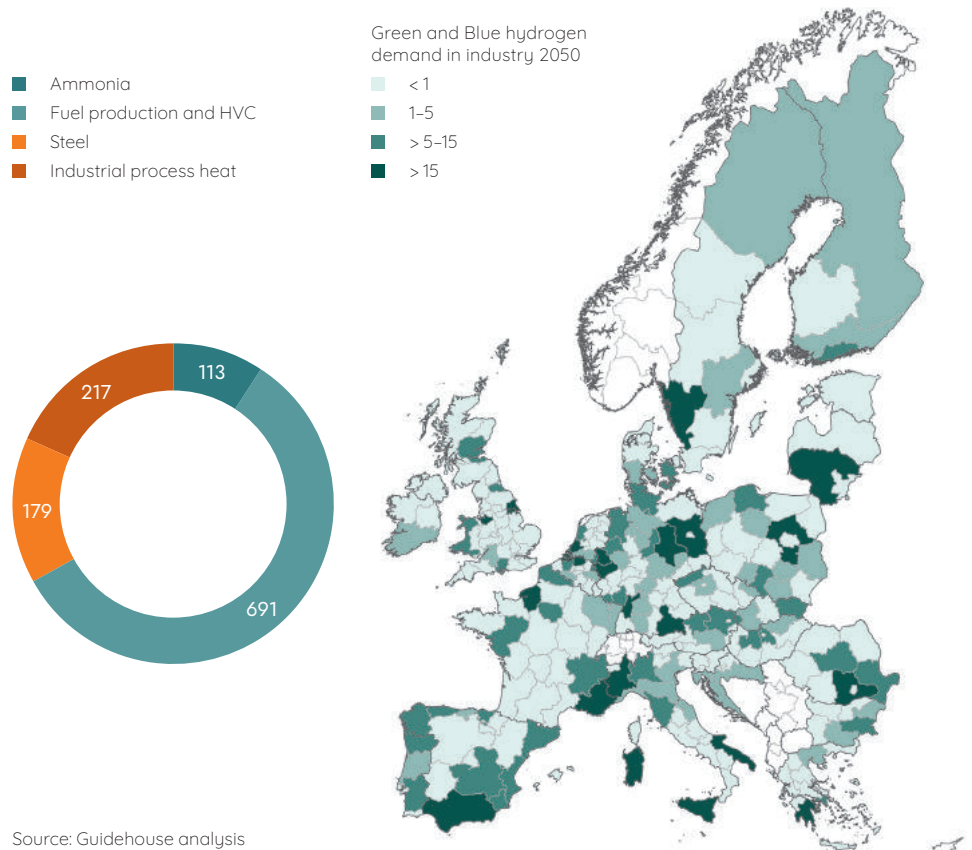 Green and Blue hydrogen
demand in industry 2050
Ammonia
Fuel production and HVC
Steel
Industrial process heat
< 1
1–5
> 5–15
> 15
113
217
179
691
Source: Guidehouse analysis